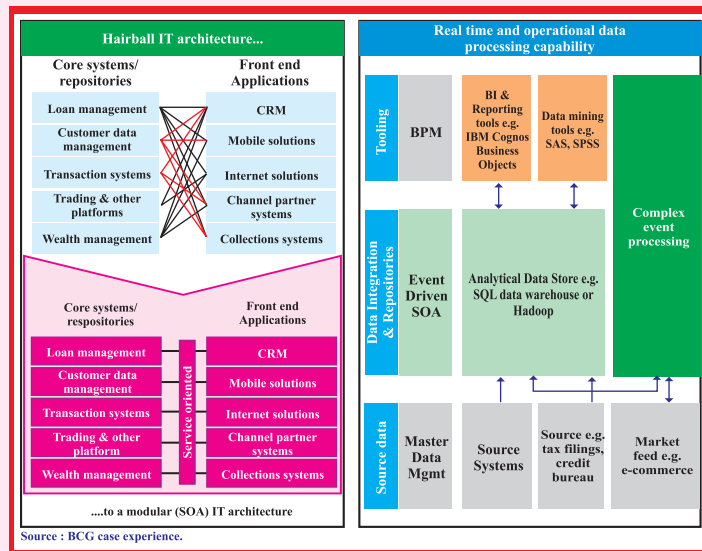 Hairball IT architecture...
Core systems/
repositories
Front end
Applications
Loan management
Customer data
management
Transaction systems
Trading & other
platforms
Wealth management
CRM
Mobile solutions
Internet solutions
Channel partner
systems
Collections systems
Core systems/
respositories
Front end
Applications
Loan management
Customer data
management
Transaction systems
Trading & other
platform
Wealth management
Service oriented
CRM
Mobile solutions
Internet solutions
Channel partner
systems
Collections systems
....to a modular (SOA) IT architecture
Real time and operational data
processing capability
Tooling
BPM
BI &
Reporting
tools e.g.
IBM Cognos
Business
Objects
Data mining
tools e.g.
SAS, SPSS
Complex
event
processing
Data Integration
& Repositories
Event
Driven
SOA
Analytical Data Store e.g.
SQL data warehouse or
Hadoop
Source data
Master
Data
Mgmt
Source
Systems
Source e.g.
tax filings,
credit
bureau
Market
feed e.g.
e-commerce
Source : BCG case experience.